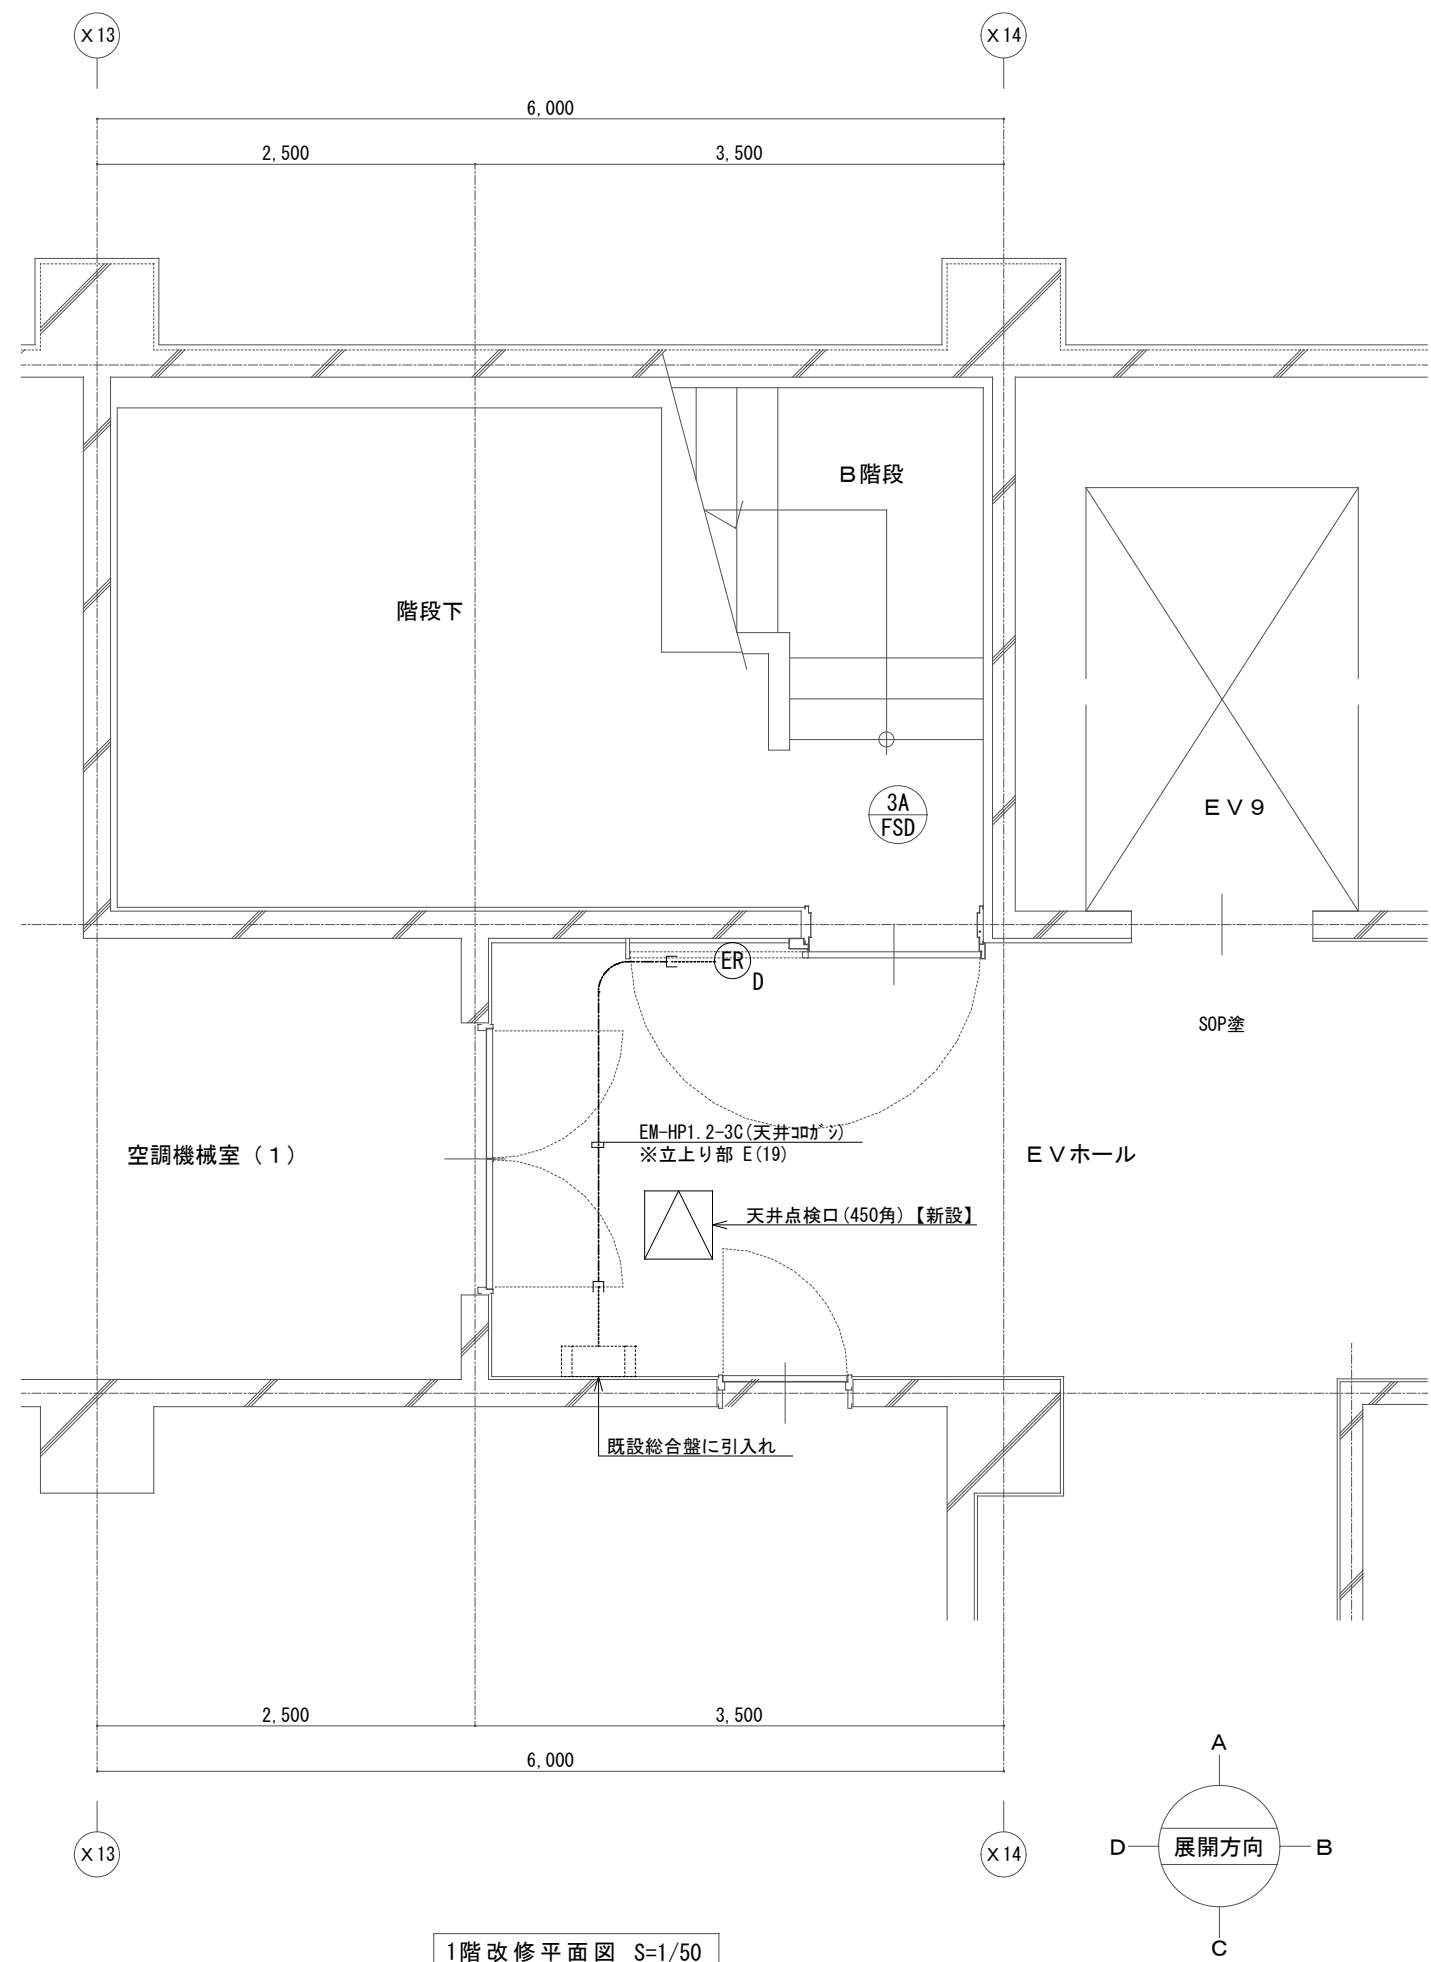 X13
X14
6,000
2,500
3,500
B階段
階段下
3A
FSD
EV9
ER
D
SOP塗
EM-HP1.2-3C(天井ｺﾛｶﾞｼ)
※立上り部 E(19)
空調機械室（1）
EVホール
天井点検口(450角)【新設】
既設総合盤に引入れ
2,500
3,500
6,000
X13
X14
A
D
展開方向
B
C
1階改修平面図 S=1/50